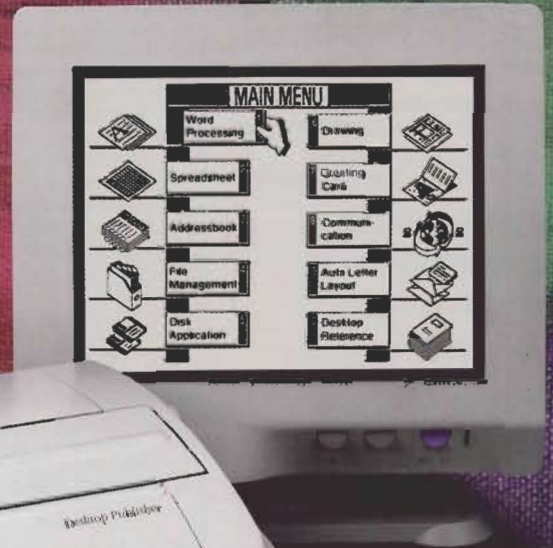 MAIN MENU
Word
Processing
Spreadsheet
Addressbook
File
Management
Disk
Application
Drawing
Greeting
Card
Communi-
cation
Auto Letter
Layout
Desktop
Reference
Desktop Publisher